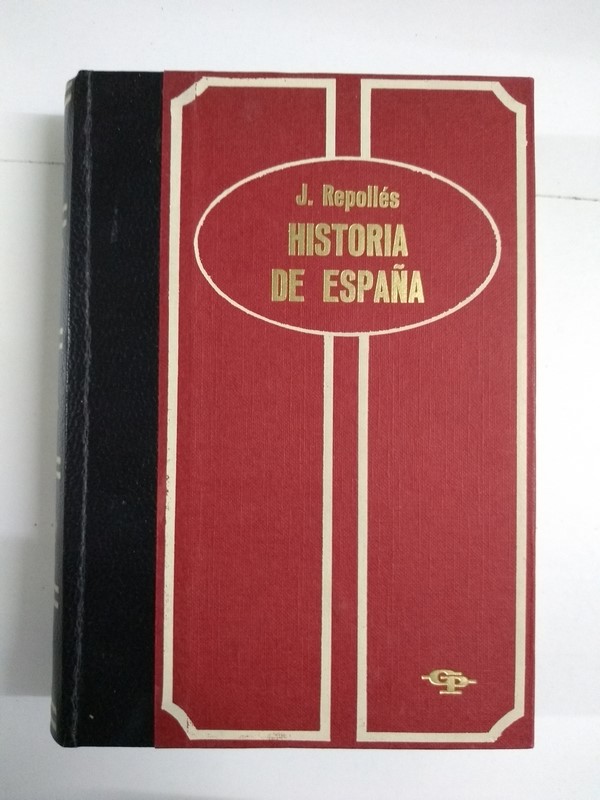 J. Repollés
HISTORIA
DE ESPAÑA
GP